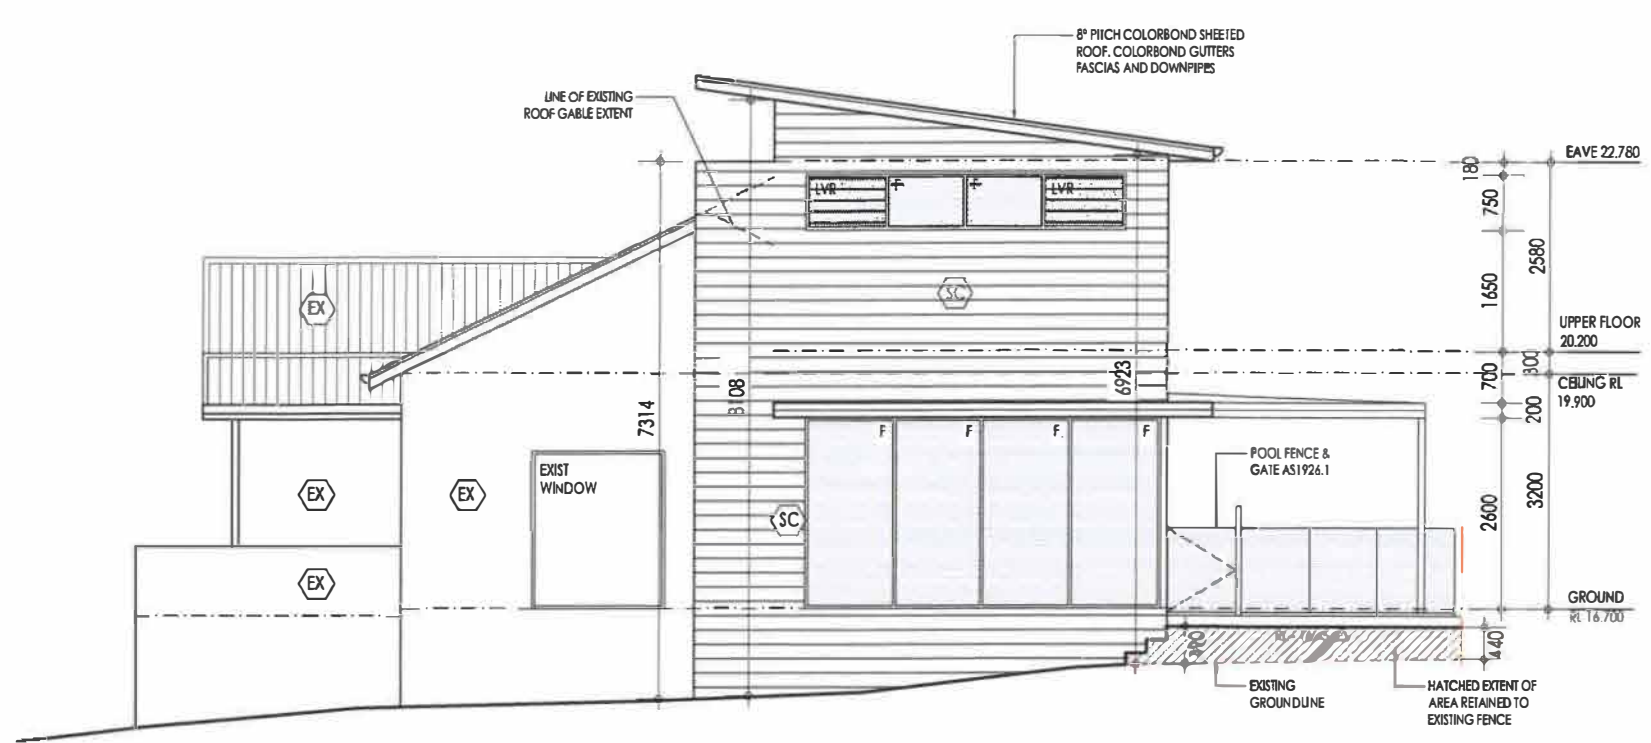 8° PITCH COLORBOND SHEETED
ROOF. COLORBOND GUTTERS
FASCIAS AND DOWNPIPES
LINE OF EXISTING
ROOF GABLE EXTENT
EAVE 22.780
180
LVR
F
F
LVR
750
2580
SC
1650
EX
UPPER FLOOR
20.200
300
700
CEILING RL
19.900
6923
7314
200
F
F
F
F
POOL FENCE &
GATE AS1926.1
EXIST
WINDOW
EX
EX
SC
2600
3200
EX
GROUND
RL 16.700
440
EXISTING
GROUNDLINE
HATCHED EXTENT OF
AREA RETAINED TO
EXISTING FENCE